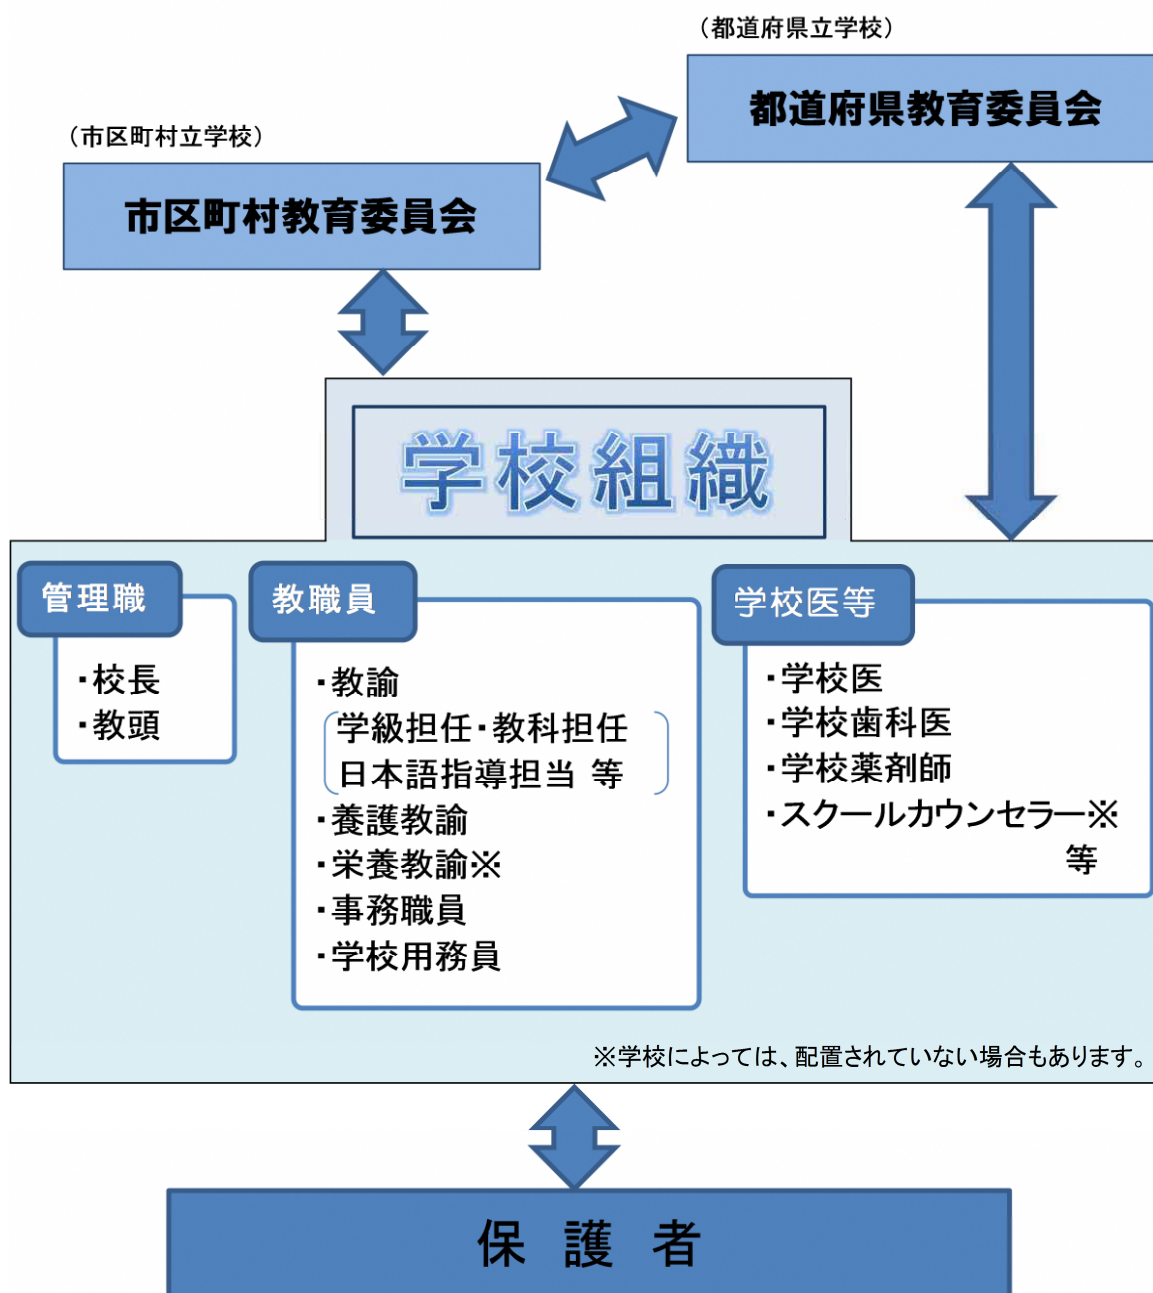 （都道府県立学校）
都道府県教育委員会
（市区町村立学校）
市区町村教育委員会
学校組織
管理職
・校長
・教頭
教職員
・教諭
学級担任・教科担任
日本語指導担当 等
・養護教諭
・栄養教諭※
・事務職員
・学校用務員
学校医等
・学校医
・学校歯科医
・学校薬剤師
・スクールカウンセラー※
等
※学校によっては、配置されていない場合もあります。
保 護 者